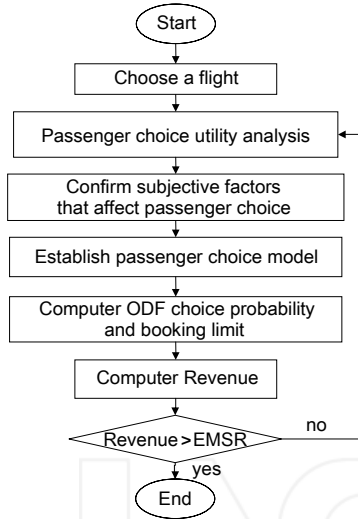 Start
Choose a flight
Passenger choice utility analysis
Confirm subjective factors
that affect passenger choice
Establish passenger choice model
Computer ODF choice probability
and booking limit
Computer Revenue
Revenue>EMSR
no
yes
End